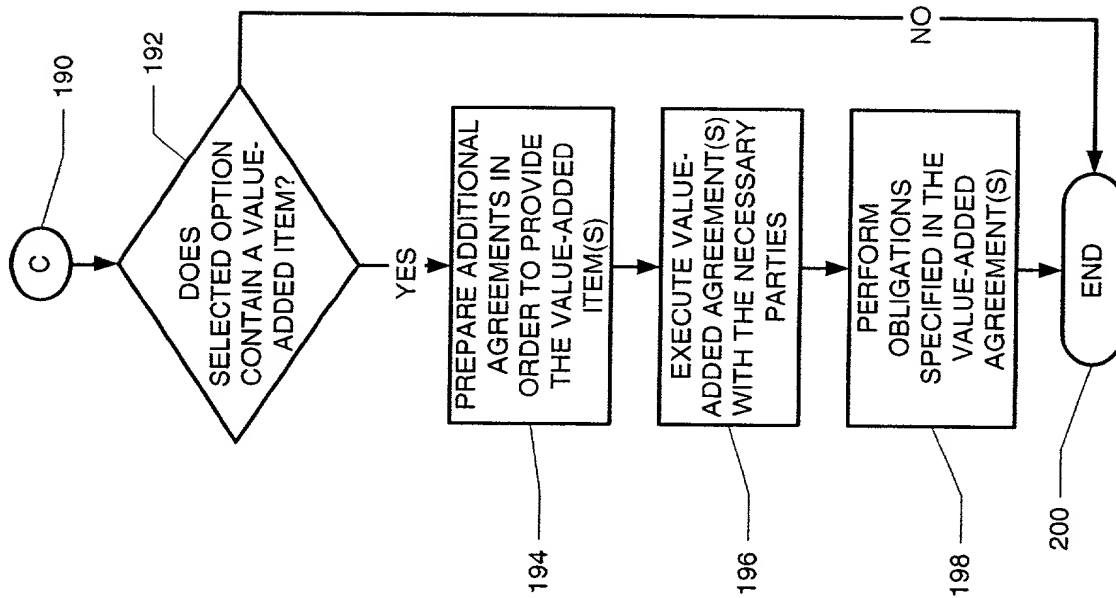 C
190
192
DOES
SELECTED OPTION
CONTAIN A VALUE-
ADDED ITEM?
NO
YES
PREPARE ADDITIONAL
AGREEMENTS IN
ORDER TO PROVIDE
THE VALUE-ADDED
ITEM(S)
194
EXECUTE VALUE-
ADDED AGREEMENT(S)
WITH THE NECESSARY
PARTIES
196
PERFORM
OBLIGATIONS
SPECIFIED IN THE
VALUE-ADDED
AGREEMENT(S)
198
END
200